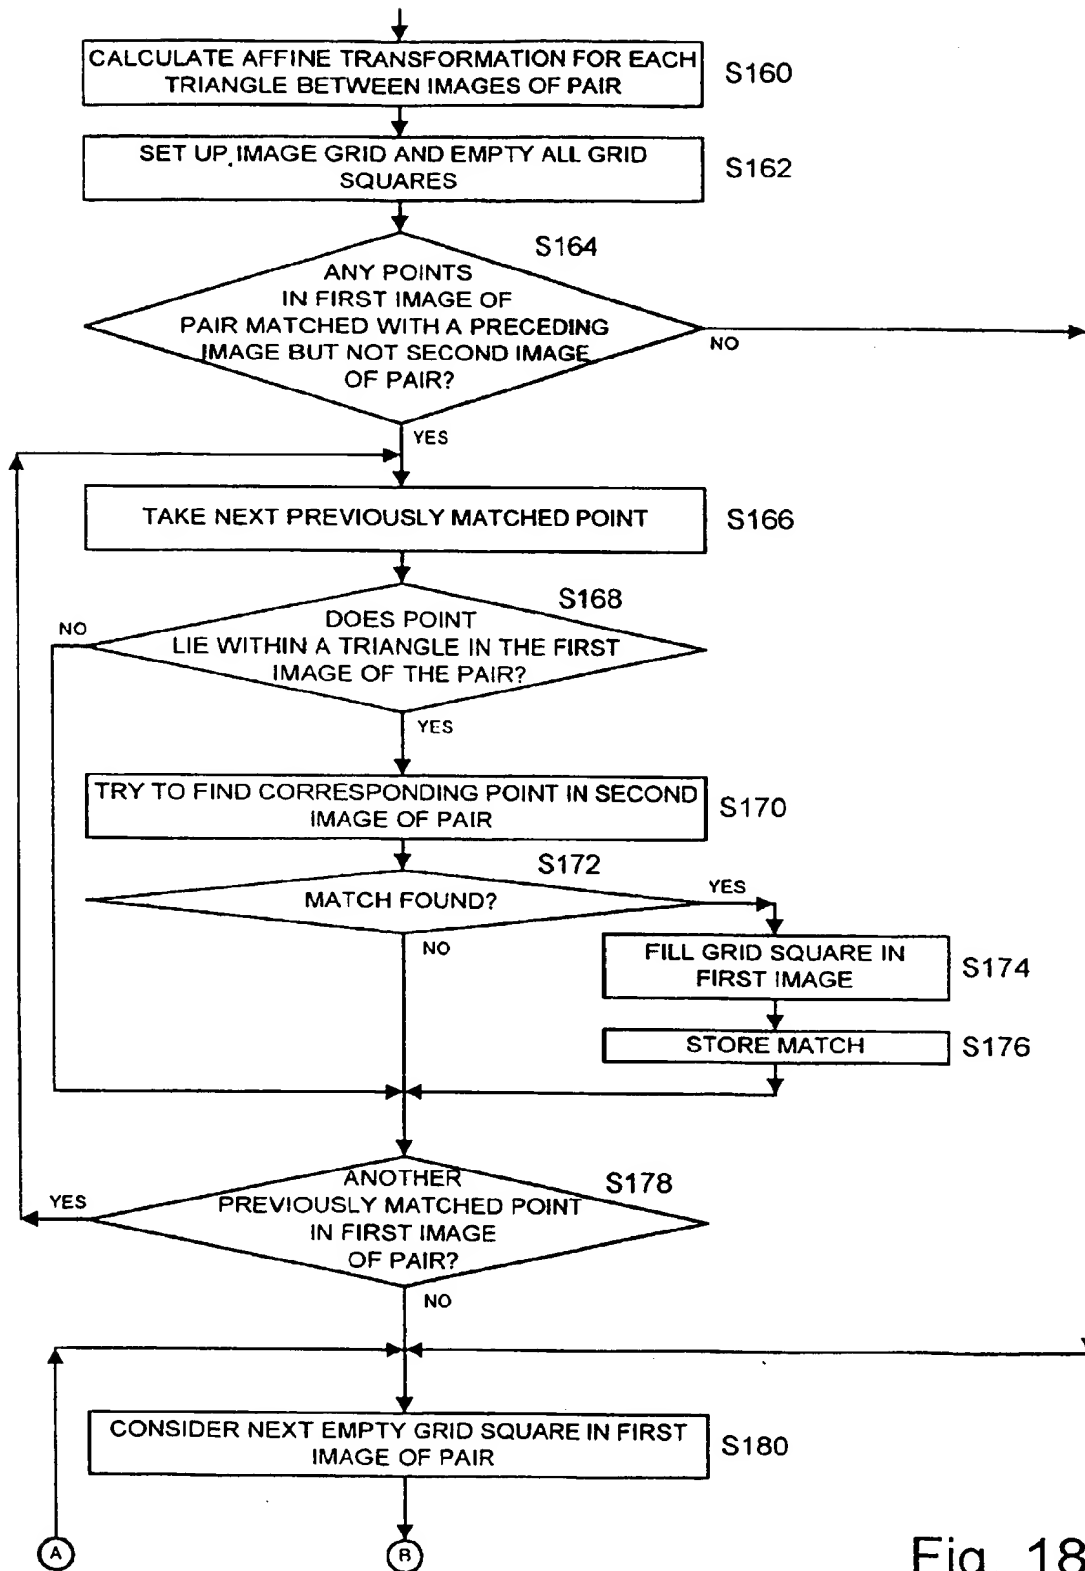 CALCULATE AFFINE TRANSFORMATION FOR EACH
TRIANGLE BETWEEN IMAGES OF PAIR
S160
SET UP IMAGE GRID AND EMPTY ALL GRID
SQUARES
S162
S164
ANY POINTS
IN FIRST IMAGE OF
PAIR MATCHED WITH A PRECEDING
IMAGE BUT NOT SECOND IMAGE
OF PAIR?
NO
YES
TAKE NEXT PREVIOUSLY MATCHED POINT
S166
S168
NO
DOES POINT
LIE WITHIN A TRIANGLE IN THE FIRST
IMAGE OF THE PAIR?
YES
TRY TO FIND CORRESPONDING POINT IN SECOND
IMAGE OF PAIR
S170
S172
MATCH FOUND?
YES
NO
FILL GRID SQUARE IN
FIRST IMAGE
S174
STORE MATCH
S176
S178
YES
ANOTHER
PREVIOUSLY MATCHED POINT
IN FIRST IMAGE
OF PAIR?
NO
CONSIDER NEXT EMPTY GRID SQUARE IN FIRST
IMAGE OF PAIR
S180
A
B
Fig 18